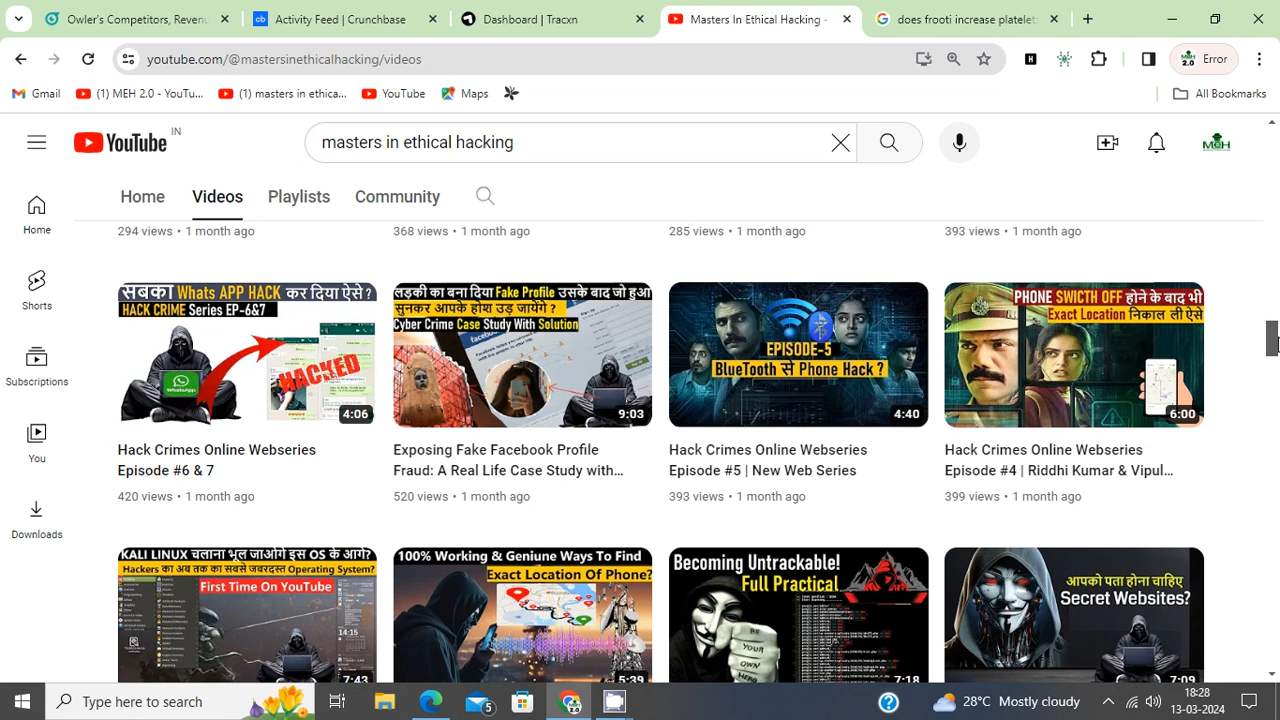 Owler's Competitors, Revenu
Activity Feed | Crunchbase
Dashboard | Tracxn
Masters In Ethical Hacking -
does frooti increase platelets
youtube.com/@mastersinethicalhacking/videos
Error
Gmail
(1) MEH 2.0 - YouTu...
(1) masters in ethica...
YouTube
Maps
All Bookmarks
YouTube IN
masters in ethical hacking
MEH
Home
Videos
Playlists
Community
Home
Shorts
Subscriptions
You
Downloads
294 views • 1 month ago
368 views • 1 month ago
285 views • 1 month ago
393 views • 1 month ago
सबका Whats APP HACK कर दिया ऐसे ?
HACK CRIME Series EP-6&7
WhatsApp
HACKED
4:06
लड़की का बना दिया Fake Profile उसके बाद जो हुआ
सुनकर आपके होश उड़ जायेंगे ?
Cyber Crime Case Study With Solution
9:03
EPISODE-5
BlueTooth से Phone Hack ?
4:40
PHONE SWICTH OFF होने के बाद भी
Exact Location निकाल ली ऐसे
6:00
Hack Crimes Online Webseries
Episode #6 & 7
420 views • 1 month ago
Exposing Fake Facebook Profile
Fraud: A Real Life Case Study with...
520 views • 1 month ago
Hack Crimes Online Webseries
Episode #5 | New Web Series
393 views • 1 month ago
Hack Crimes Online Webseries
Episode #4 | Riddhi Kumar & Vipul...
399 views • 1 month ago
KALI LINUX चलाना भूल जाओगे इस OS के आगे?
Hackers का अब तक का सबसे जबरदस्त Operating System?
First Time On YouTube
14:15
7:43
100% Working & Geniune Ways To Find
Exact Location Of Phone?
5:39
Becoming Untrackable!
Full Practical
BE
YOUR
OWN
7:18
आपको पता होना चाहिए
Secret Websites?
7:09
Type here to search
5
28°C Mostly cloudy
18:28
13-03-2024